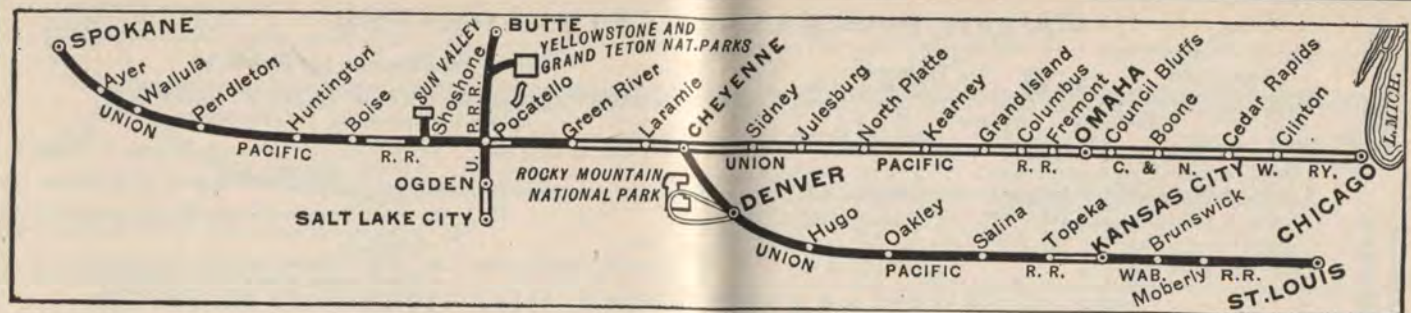 SPOKANE
Ayer
Wallula
Pendleton
Huntington
Boise
SUN VALLEY
Shoshone
BUTTE
YELLOWSTONE AND
GRAND TETON NAT. PARKS
Pocatello
Green River
Laramie
CHEYENNE
Sidney
Julesburg
North Platte
Kearney
Grand Island
Columbus
Fremont
OMAHA
Council Bluffs
Boone
Cedar Rapids
Clinton
L. MICH.
CHICAGO
UNION
PACIFIC
R. R.
U. P. R. R.
UNION
PACIFIC
R. R.
C. & N. W. RY.
OGDEN
SALT LAKE CITY
ROCKY MOUNTAIN
NATIONAL PARK
DENVER
Hugo
Oakley
Salina
Topeka
KANSAS CITY
Brunswick
Moberly
ST. LOUIS
UNION
PACIFIC
R. R.
WAB.
R.R.